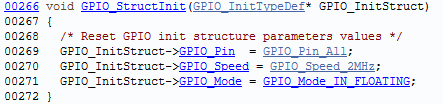 00266 void GPIO_StructInit(GPIO_InitTypeDef* GPIO_InitStruct)
00267 {
00268   /* Reset GPIO init structure parameters values */
00269   GPIO_InitStruct->GPIO_Pin  = GPIO_Pin_All;
00270   GPIO_InitStruct->GPIO_Speed = GPIO_Speed_2MHz;
00271   GPIO_InitStruct->GPIO_Mode = GPIO_Mode_IN_FLOATING;
00272 }